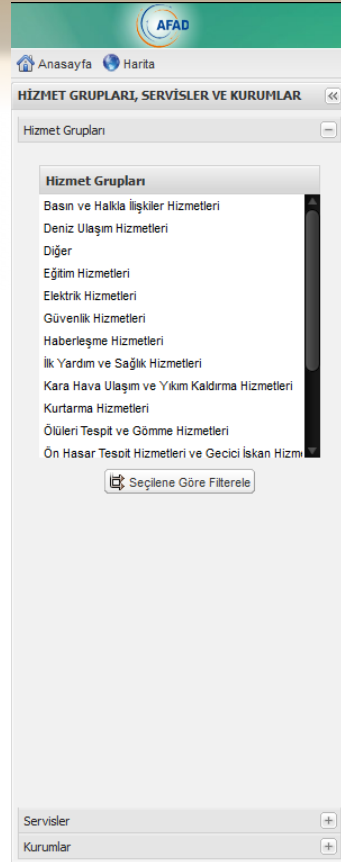 AFAD
Anasayfa Harita
HİZMET GRUPLARI, SERVİSLER VE KURUMLAR
Hizmet Grupları
Hizmet Grupları
Basın ve Halkla İlişkiler Hizmetleri
Deniz Ulaşım Hizmetleri
Diğer
Eğitim Hizmetleri
Elektrik Hizmetleri
Güvenlik Hizmetleri
Haberleşme Hizmetleri
İlk Yardım ve Sağlık Hizmetleri
Kara Hava Ulaşım ve Yıkım Kaldırma Hizmetleri
Kurtarma Hizmetleri
Ölüleri Tespit ve Gömme Hizmetleri
Ön Hasar Tespit Hizmetleri ve Geçici İskan Hizm
Seçilene Göre Filterele
Servisler
Kurumlar